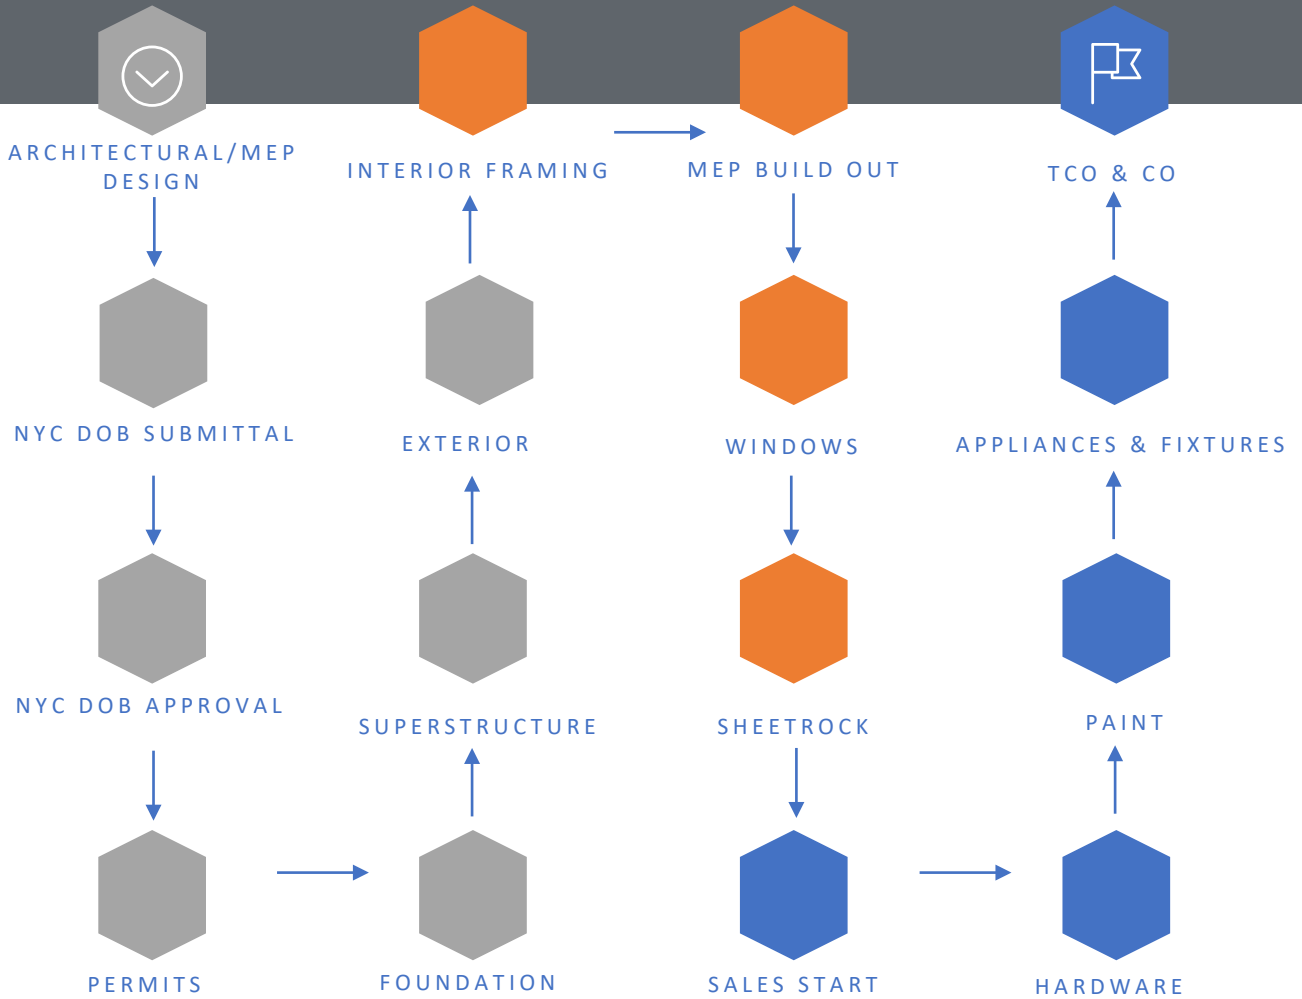 ARCHITECTURAL/MEP
DESIGN
NYC DOB SUBMITTAL
NYC DOB APPROVAL
PERMITS
FOUNDATION
SUPERSTRUCTURE
EXTERIOR
INTERIOR FRAMING
MEP BUILD OUT
WINDOWS
SHEETROCK
SALES START
HARDWARE
PAINT
APPLIANCES & FIXTURES
TCO & CO